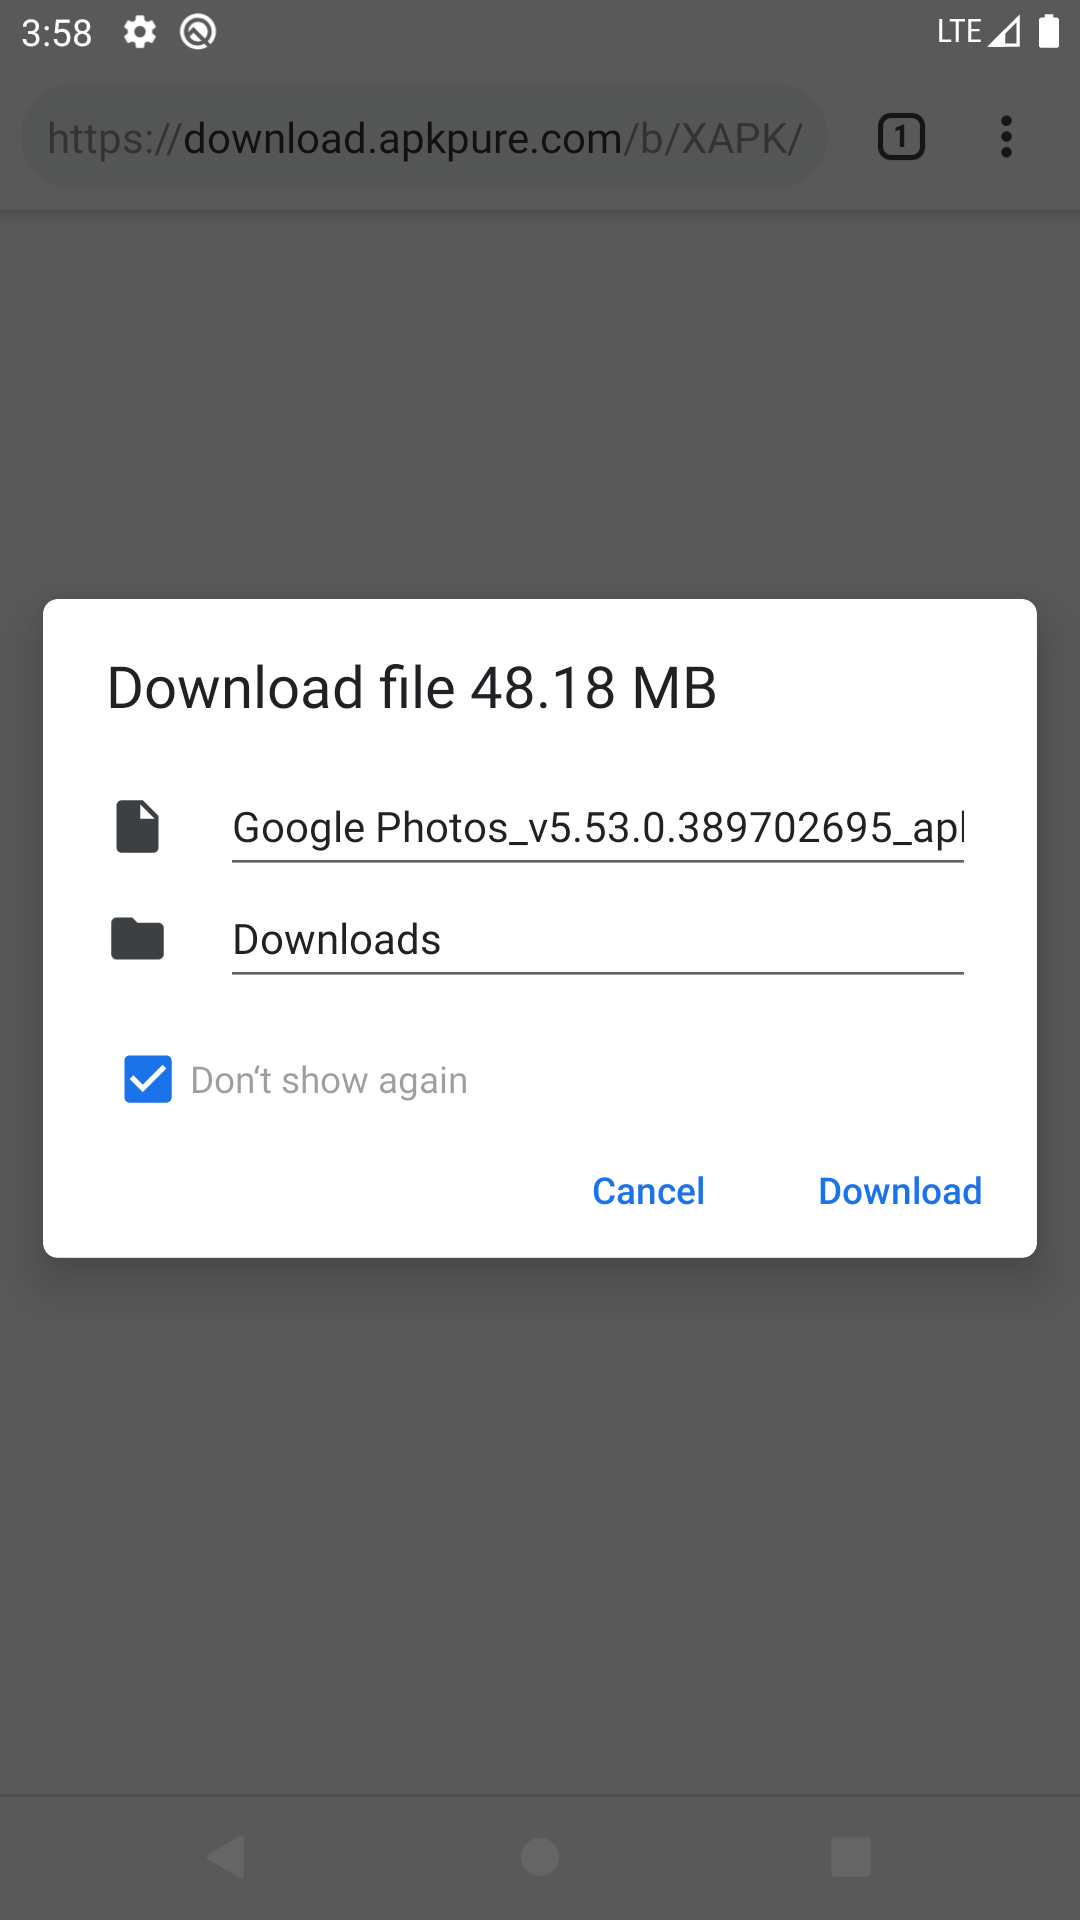 3:58 LTE
https://download.apkpure.com/b/XAPK/ 1
Download file 48.18 MB
Google Photos_v5.53.0.389702695_apl
Downloads
Don‘t show again
Cancel Download